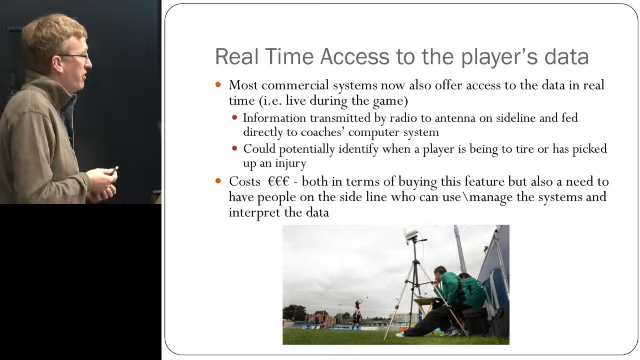 Real Time Access to the player's data
Most commercial systems now also offer access to the data in real
time (i.e. live during the game)
Information transmitted by radio to antenna on sideline and fed
directly to coaches' computer system
Could potentially identify when a player is being to tire or has picked
up an injury
Costs €€€ - both in terms of buying this feature but also a need to
have people on the side line who can use\manage the systems and
interpret the data